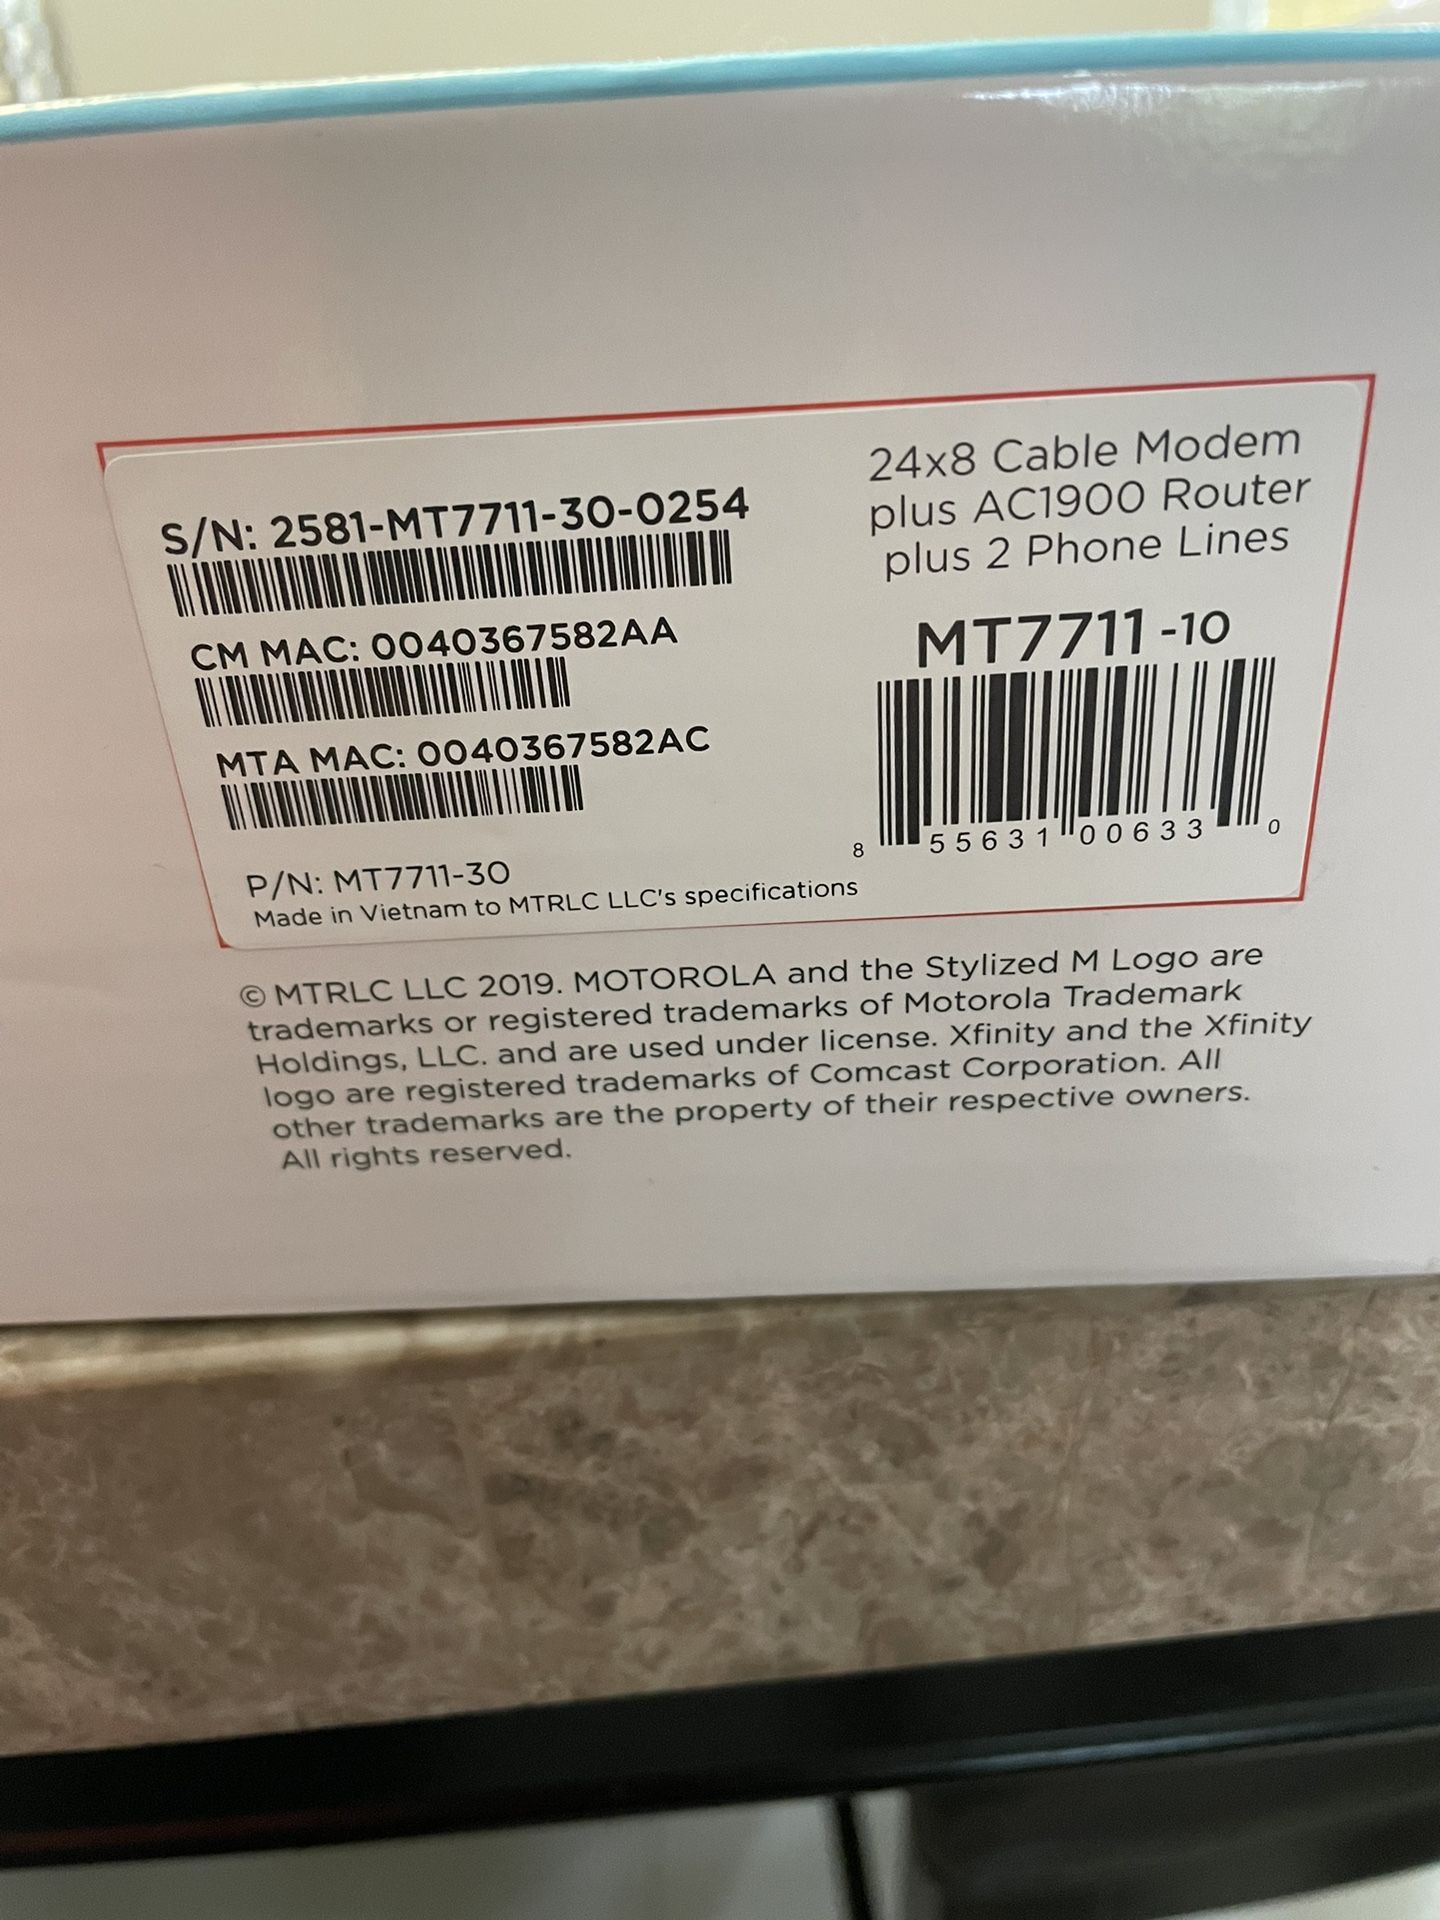 S/N: 2581-MT7711-30-0254
CM MAC: 0040367582AA
MTA MAC: 0040367582AC
P/N: MT7711-30
Made in Vietnam to MTRLC LLC's specifications
24x8 Cable Modem
plus AC1900 Router
plus 2 Phone Lines
MT7711 -10
8 55631 00633 0
© MTRLC LLC 2019. MOTOROLA and the Stylized M Logo are
trademarks or registered trademarks of Motorola Trademark
Holdings, LLC. and are used under license. Xfinity and the Xfinity
logo are registered trademarks of Comcast Corporation. All
other trademarks are the property of their respective owners.
All rights reserved.